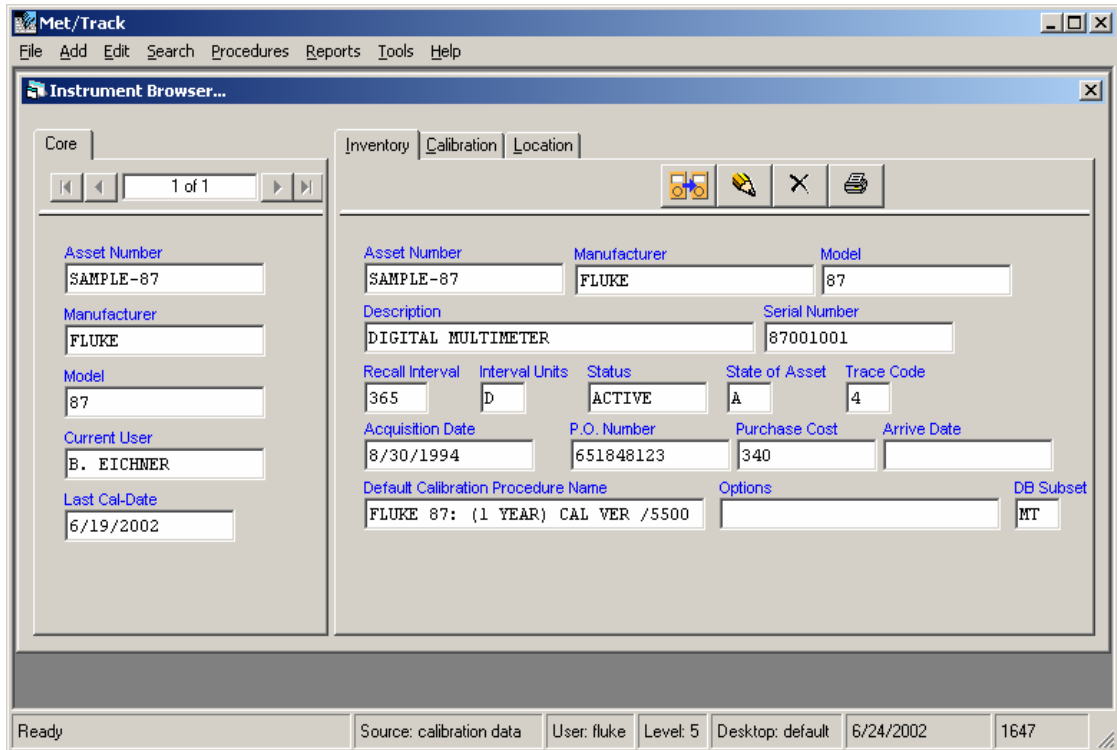 Met/Track
File Add Edit Search Procedures Reports Tools Help
Instrument Browser...
Core
1 of 1
Asset Number
SAMPLE-87
Manufacturer
FLUKE
Model
87
Current User
B. EICHNER
Last Cal-Date
6/19/2002
Inventory Calibration Location
Asset Number Manufacturer Model
SAMPLE-87 FLUKE 87
Description Serial Number
DIGITAL MULTIMETER 87001001
Recall Interval Interval Units Status State of Asset Trace Code
365 D ACTIVE A 4
Acquisition Date P.O. Number Purchase Cost Arrive Date
8/30/1994 651848123 340
Default Calibration Procedure Name Options DB Subset
FLUKE 87: (1 YEAR) CAL VER /5500 MT
Ready Source: calibration data User: fluke Level: 5 Desktop: default 6/24/2002 1647